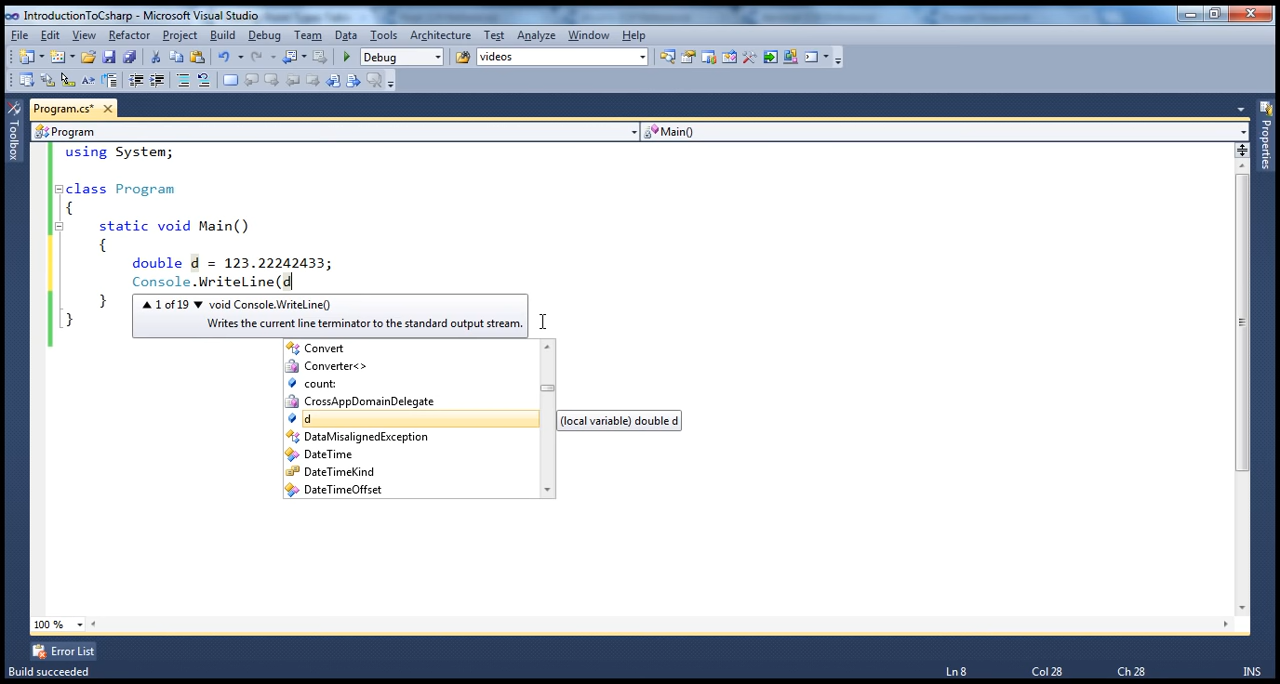 IntroductionToCsharp - Microsoft Visual Studio
File Edit View Refactor Project Build Debug Team Data Tools Architecture Test Analyze Window Help
Debug videos
Program.cs*
Program Main()
Toolbox
Properties
using System;
class Program
{
static void Main()
{
double d = 123.22242433;
Console.WriteLine(d
}
1 of 19 void Console.WriteLine()
Writes the current line terminator to the standard output stream.
}
Convert
Converter<>
count:
CrossAppDomainDelegate
d (local variable) double d
DataMisalignedException
DateTime
DateTimeKind
DateTimeOffset
100 %
Error List
Build succeeded Ln 8 Col 28 Ch 28 INS